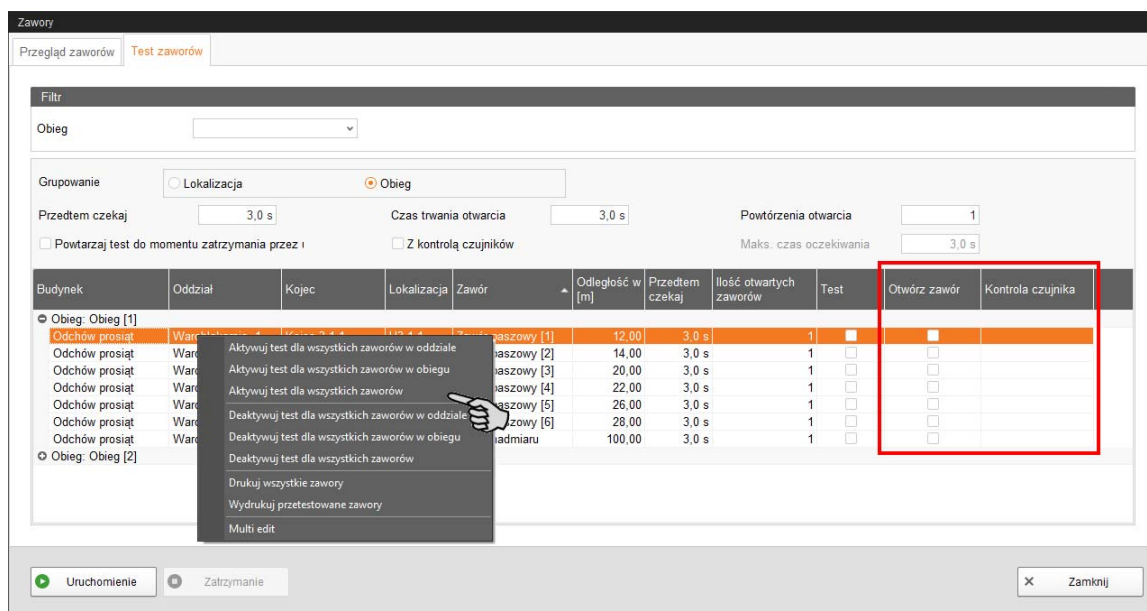 Zawory
Przegląd zaworów Test zaworów
Filtr
Obieg
Grupowanie Lokalizacja Obieg
Przedtem czekaj 3,0 s Czas trwania otwarcia 3,0 s Powtórzenia otwarcia 1
Powtarzaj test do momentu zatrzymania przez Z kontrolą czujników Maks. czas oczekiwania 3,0 s
Budynek Oddział Kojec Lokalizacja Zawór Odległość w [m] Przedtem czekaj Ilość otwartych zaworów Test Otwórz zawór Kontrola czujnika
Obieg: Obieg [1]
Odchów prosiąt [1] 12,00 3,0 s 1
Odchów prosiąt [2] 14,00 3,0 s 1
Odchów prosiąt [3] 20,00 3,0 s 1
Odchów prosiąt [4] 22,00 3,0 s 1
Odchów prosiąt [5] 26,00 3,0 s 1
Odchów prosiąt [6] 28,00 3,0 s 1
Odchów prosiąt 100,00 3,0 s 1
Obieg: Obieg [2]
Aktywuj test dla wszystkich zaworów w oddziale
Aktywuj test dla wszystkich zaworów w obiegu
Aktywuj test dla wszystkich zaworów
Deaktywuj test dla wszystkich zaworów w oddziale
Deaktywuj test dla wszystkich zaworów w obiegu
Deaktywuj test dla wszystkich zaworów
Drukuj wszystkie zawory
Wydrukuj przetestowane zawory
Multi edit
Uruchomienie Zatrzymanie Zamknij